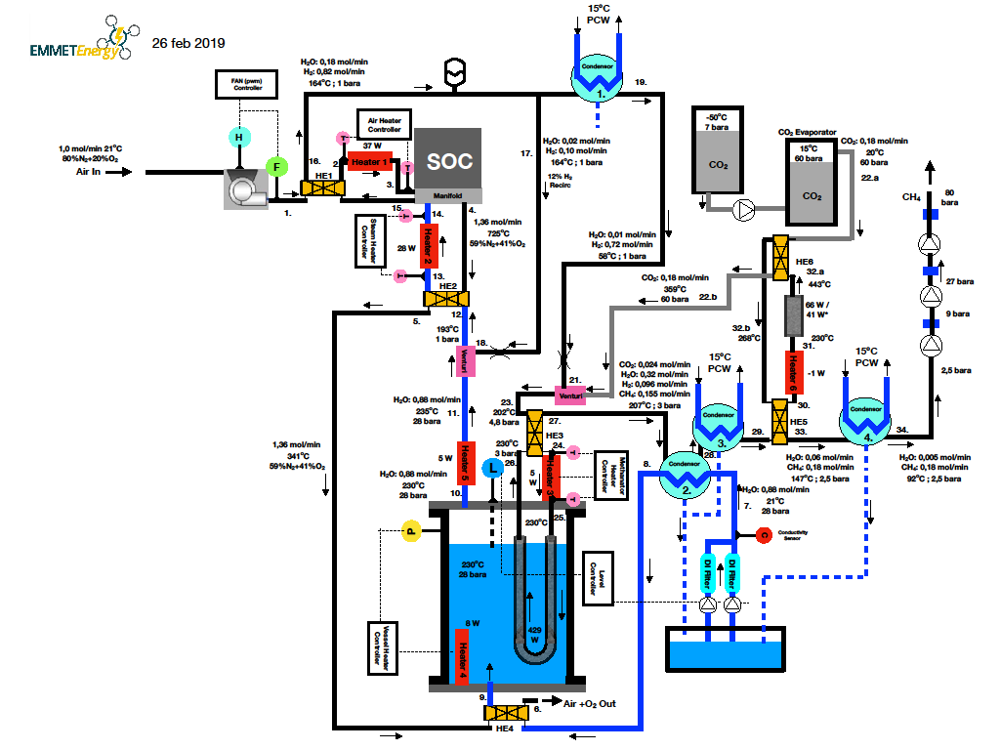 EMMETEnergy
26 feb 2019
15°C
PCW
H₂O: 0,18 mol/min
H₂: 0,82 mol/min
164°C ; 1 bara
Condensor
1.
19.
FAN (pwm)
Controller
Air Heater
Controller
37 W
H
F
T
T
1,0 mol/min 21°C
80%N₂+20%O₂
Air In
16.
HE1
2.
Heater 1
3.
1.
SOC
Manifold
17.
H₂O: 0,02 mol/min
H₂: 0,10 mol/min
164°C ; 1 bara
12% H₂
Recirc
-50°C
7 bara
CO₂
CO₂ Evaporator
15°C
60 bara
CO₂
CO₂: 0,18 mol/min
20°C
60 bara
22.a
CH₄
80
bara
27 bara
9 bara
2,5 bara
15.
T
14.
4.
Steam Heater
Controller
28 W
Heater 2
T
13.
1,36 mol/min
725°C
59%N₂+41%O₂
HE2
5.
12.
193°C
1 bara
18.
Venturi
H₂O: 0,01 mol/min
H₂: 0,72 mol/min
58°C ; 1 bara
CO₂: 0,18 mol/min
359°C
60 bara
22.b
HE6
32.a
443°C
66 W /
41 W*
32.b
268°C
230°C
31.
Heater 6
-1 W
30.
HE5
29.
33.
CO₂: 0,024 mol/min
H₂O: 0,32 mol/min
H₂: 0,096 mol/min
CH₄: 0,155 mol/min
207°C ; 3 bara
21.
Venturi
15°C
PCW
Condensor
3.
28.
15°C
PCW
Condensor
4.
34.
H₂O: 0,88 mol/min
235°C
28 bara
11.
23.
202°C
4,8 bara
27.
HE3
230°C
3 bara
26.
24.
T
5
W
Heater 3
T
25.
230°C
Methanator
Heater
Controller
8.
Condensor
2.
H₂O: 0,06 mol/min
CH₄: 0,18 mol/min
147°C ; 2,5 bara
H₂O: 0,005 mol/min
CH₄: 0,18 mol/min
92°C ; 2,5 bara
H₂O: 0,88 mol/min
21°C
28 bara
7.
1,36 mol/min
341°C
59%N₂+41%O₂
5 W
Heater 5
H₂O: 0,88 mol/min
230°C
28 bara
10.
L
P
C
Conductivity
Sensor
230°C
28 bara
Level
Controller
DI Filter
DI Filter
Vessel Heater
Controller
8 W
Heater 4
429
W
9.
6.
Air +O₂ Out
HE4